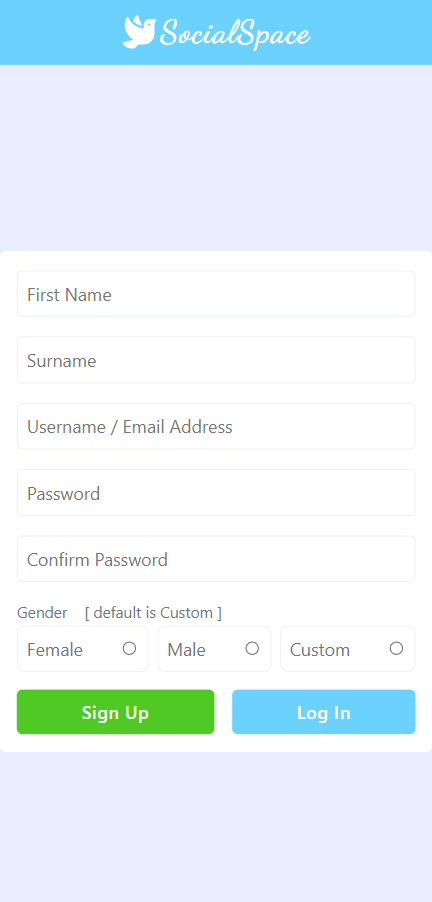 SocialSpace
First Name
Surname
Username / Email Address
Password
Confirm Password
Gender [ default is Custom ]
Female Male Custom
Sign Up Log In